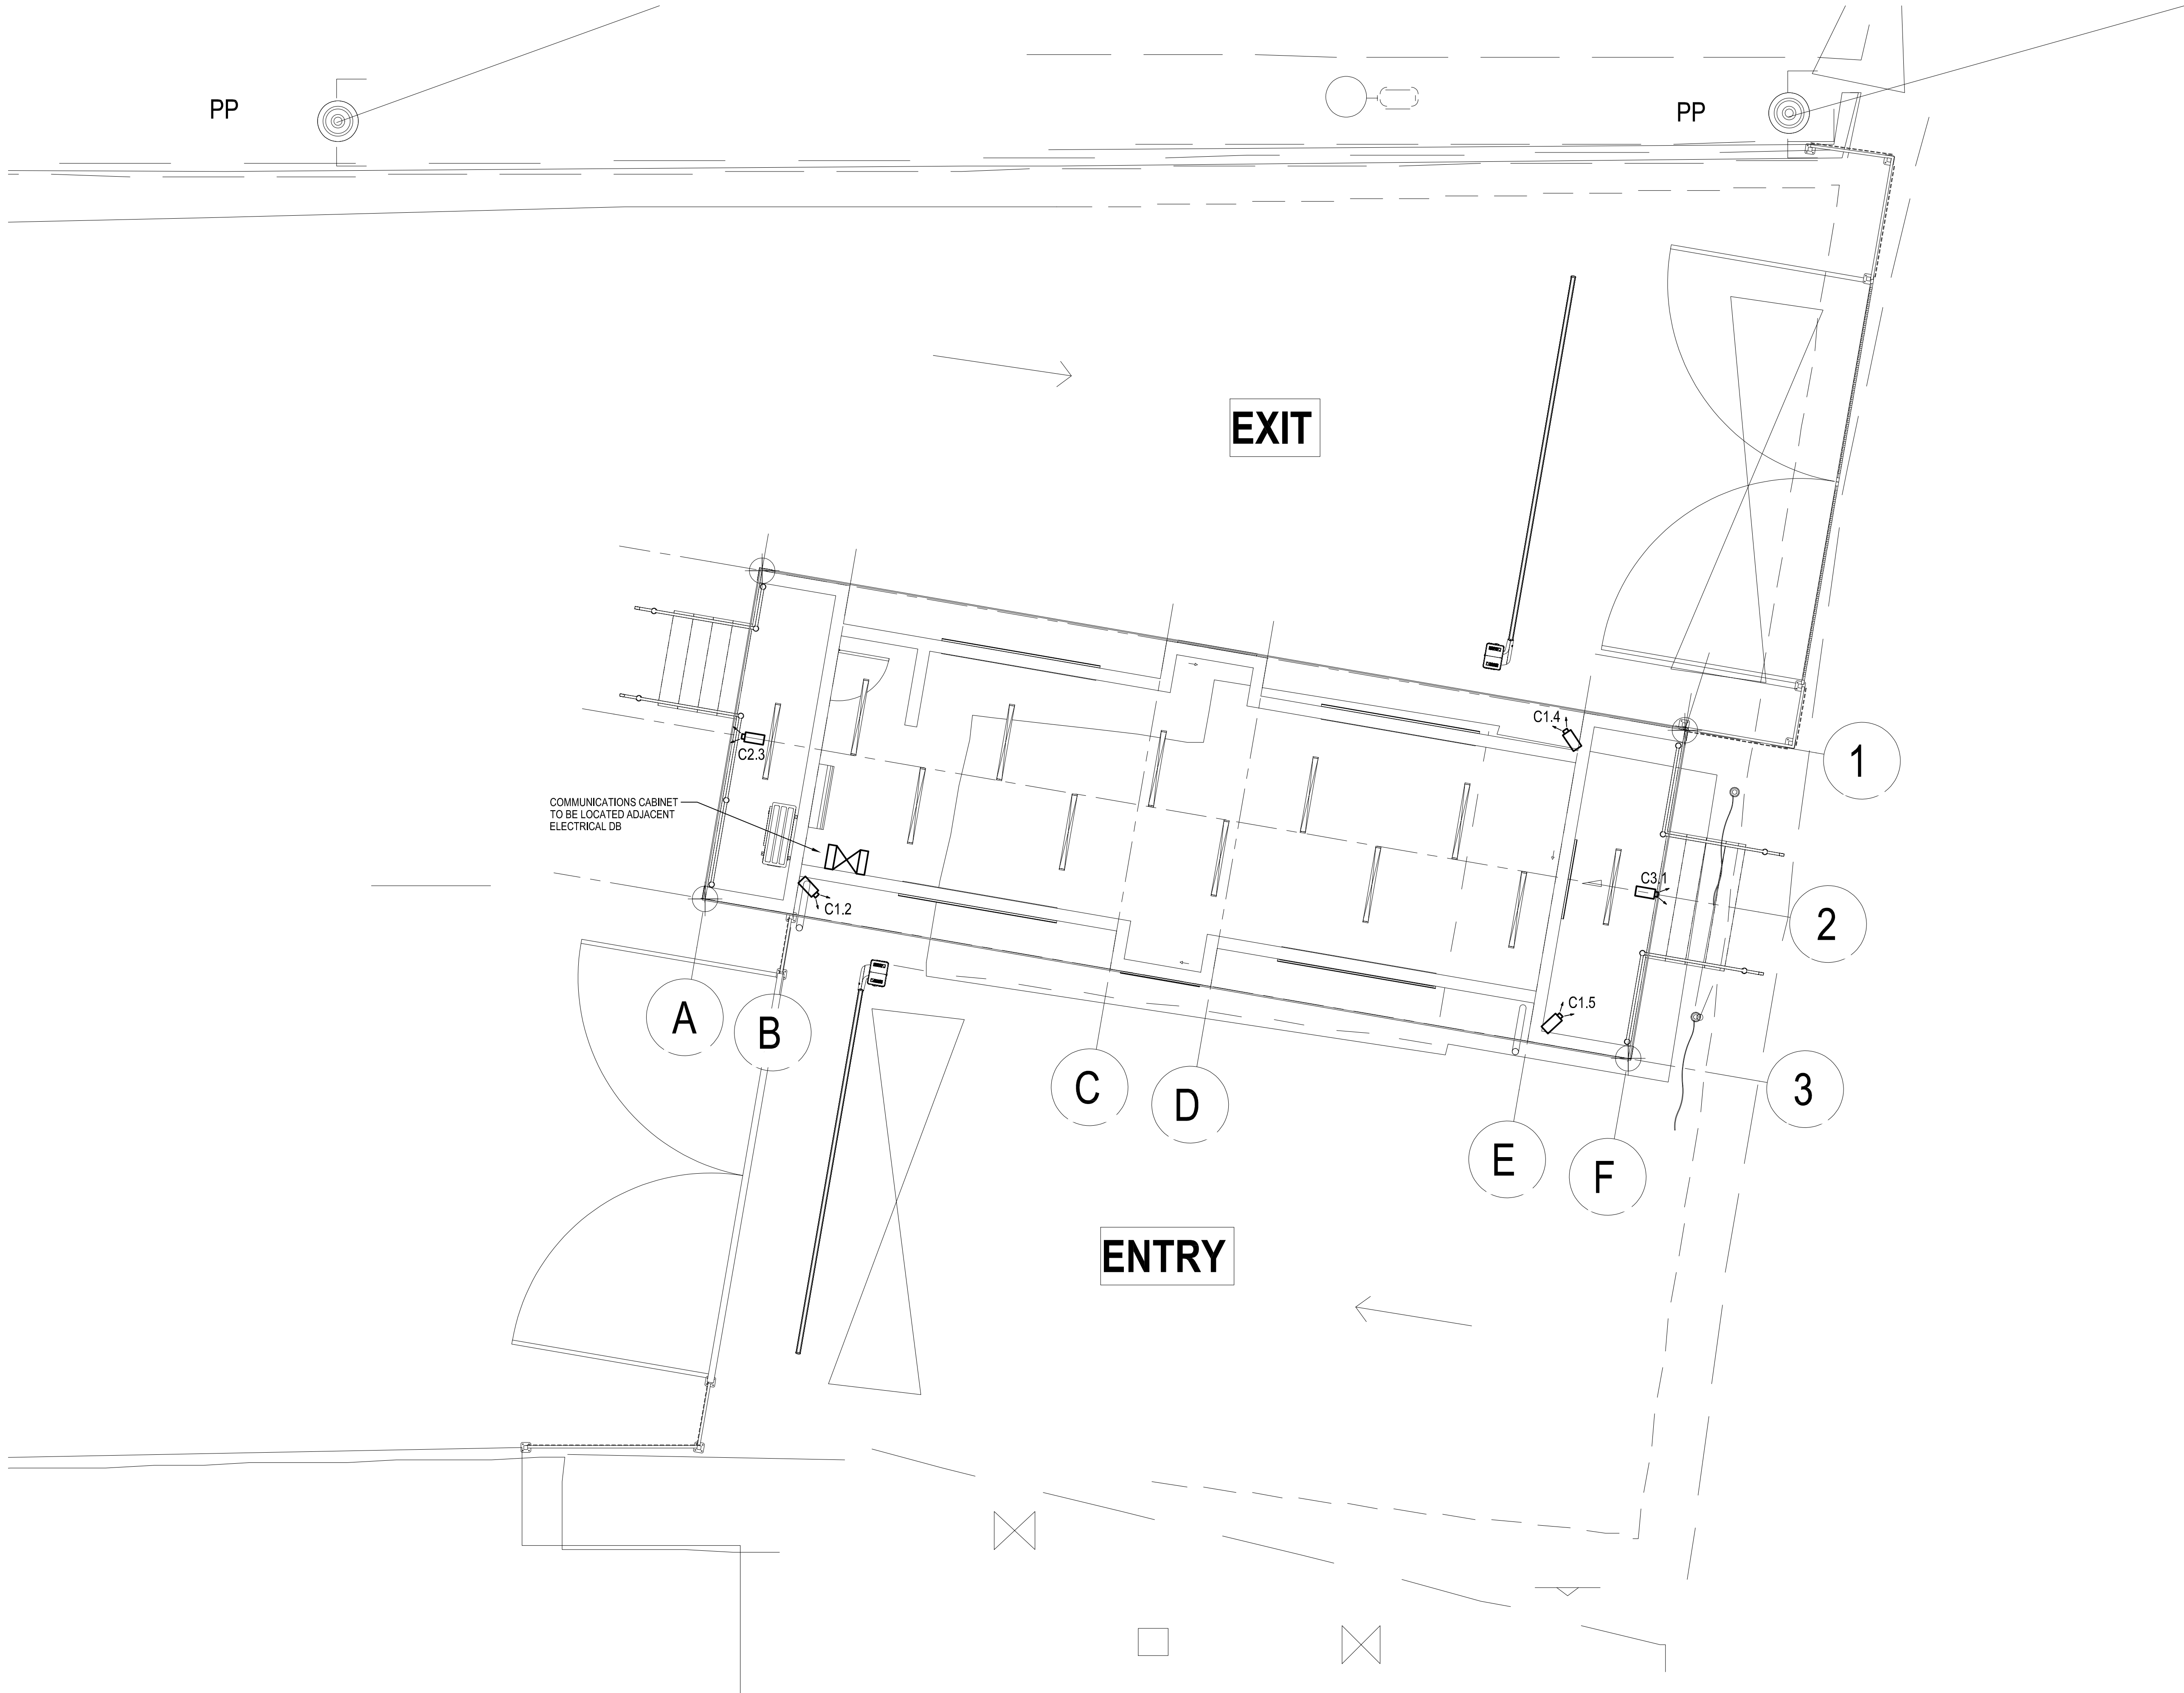 PP
PP
EXIT
C1.4
C2.3
1
COMMUNICATIONS CABINET
TO BE LOCATED ADJACENT
ELECTRICAL DB
C3.1
C1.2
2
C1.5
A
B
C
D
3
E
F
ENTRY